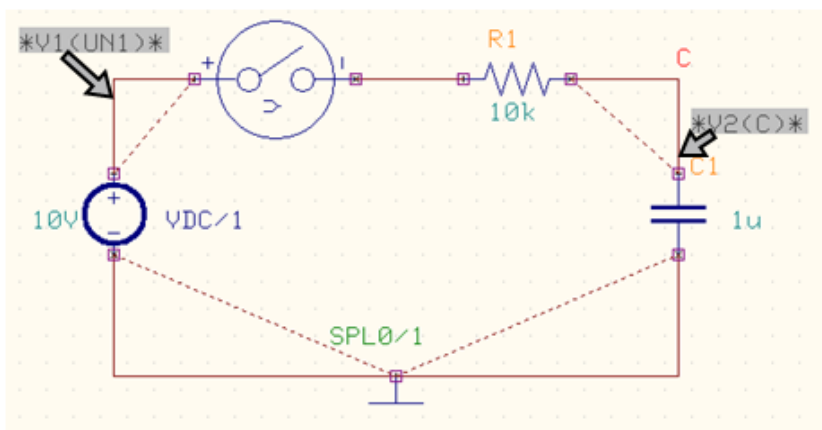 *V1(UN1)*
R1
C
10k
*V2(C)*
C1
10V
VDC/1
1u
SPL0/1